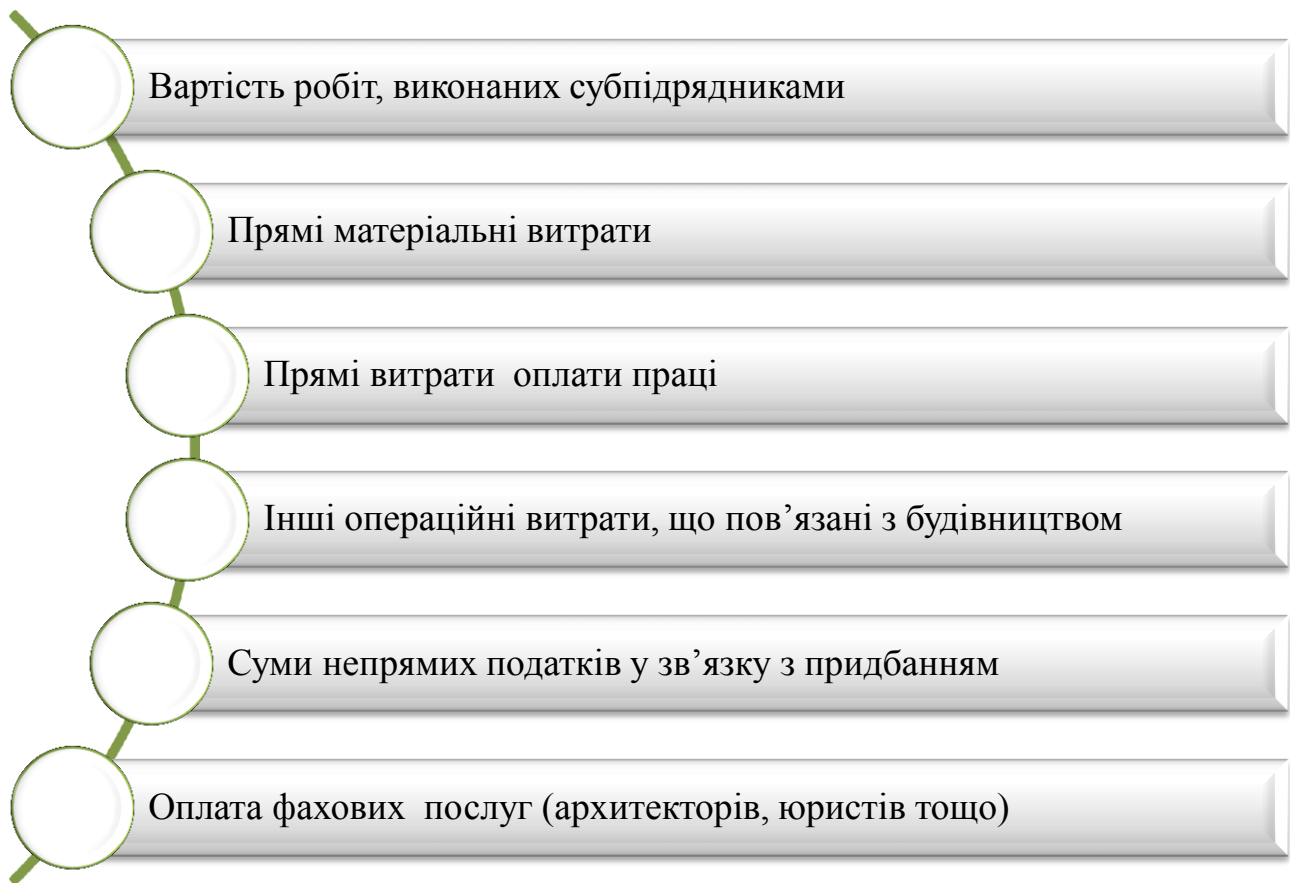 Вартість робіт, виконаних субпідрядниками
Прямі матеріальні витрати
Прямі витрати оплати праці
Інші операційні витрати, що пов’язані з будівництвом
Суми непрямих податків у зв’язку з придбанням
Оплата фахових послуг (архитекторів, юристів тощо)